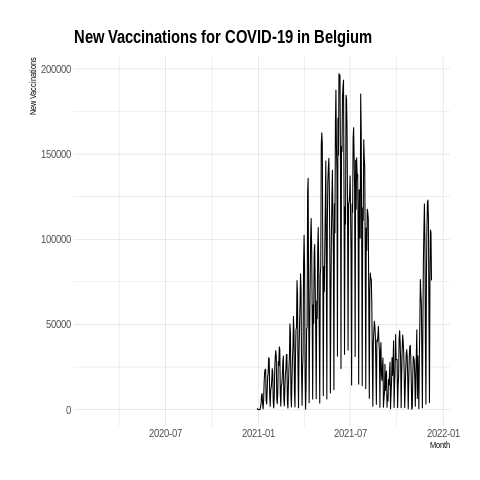 New Vaccinations for COVID-19 in Belgium
New Vaccinations
200000
150000
100000
50000
0
2020-07 2021-01 2021-07 2022-01
Month